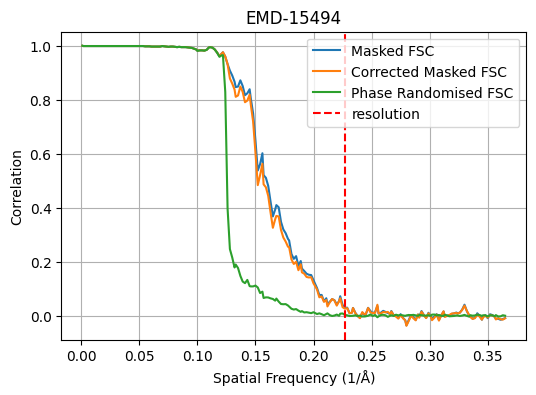 EMD-15494
Masked FSC
Corrected Masked FSC
Phase Randomised FSC
resolution
Correlation
1.0
0.8
0.6
0.4
0.2
0.0
0.00 0.05 0.10 0.15 0.20 0.25 0.30 0.35
Spatial Frequency (1/Å)